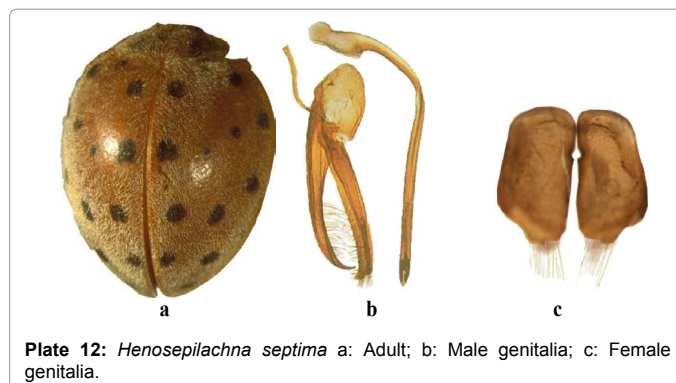 a
b
c
Plate 12: Henosepilachna septima a: Adult; b: Male genitalia; c: Female
genitalia.